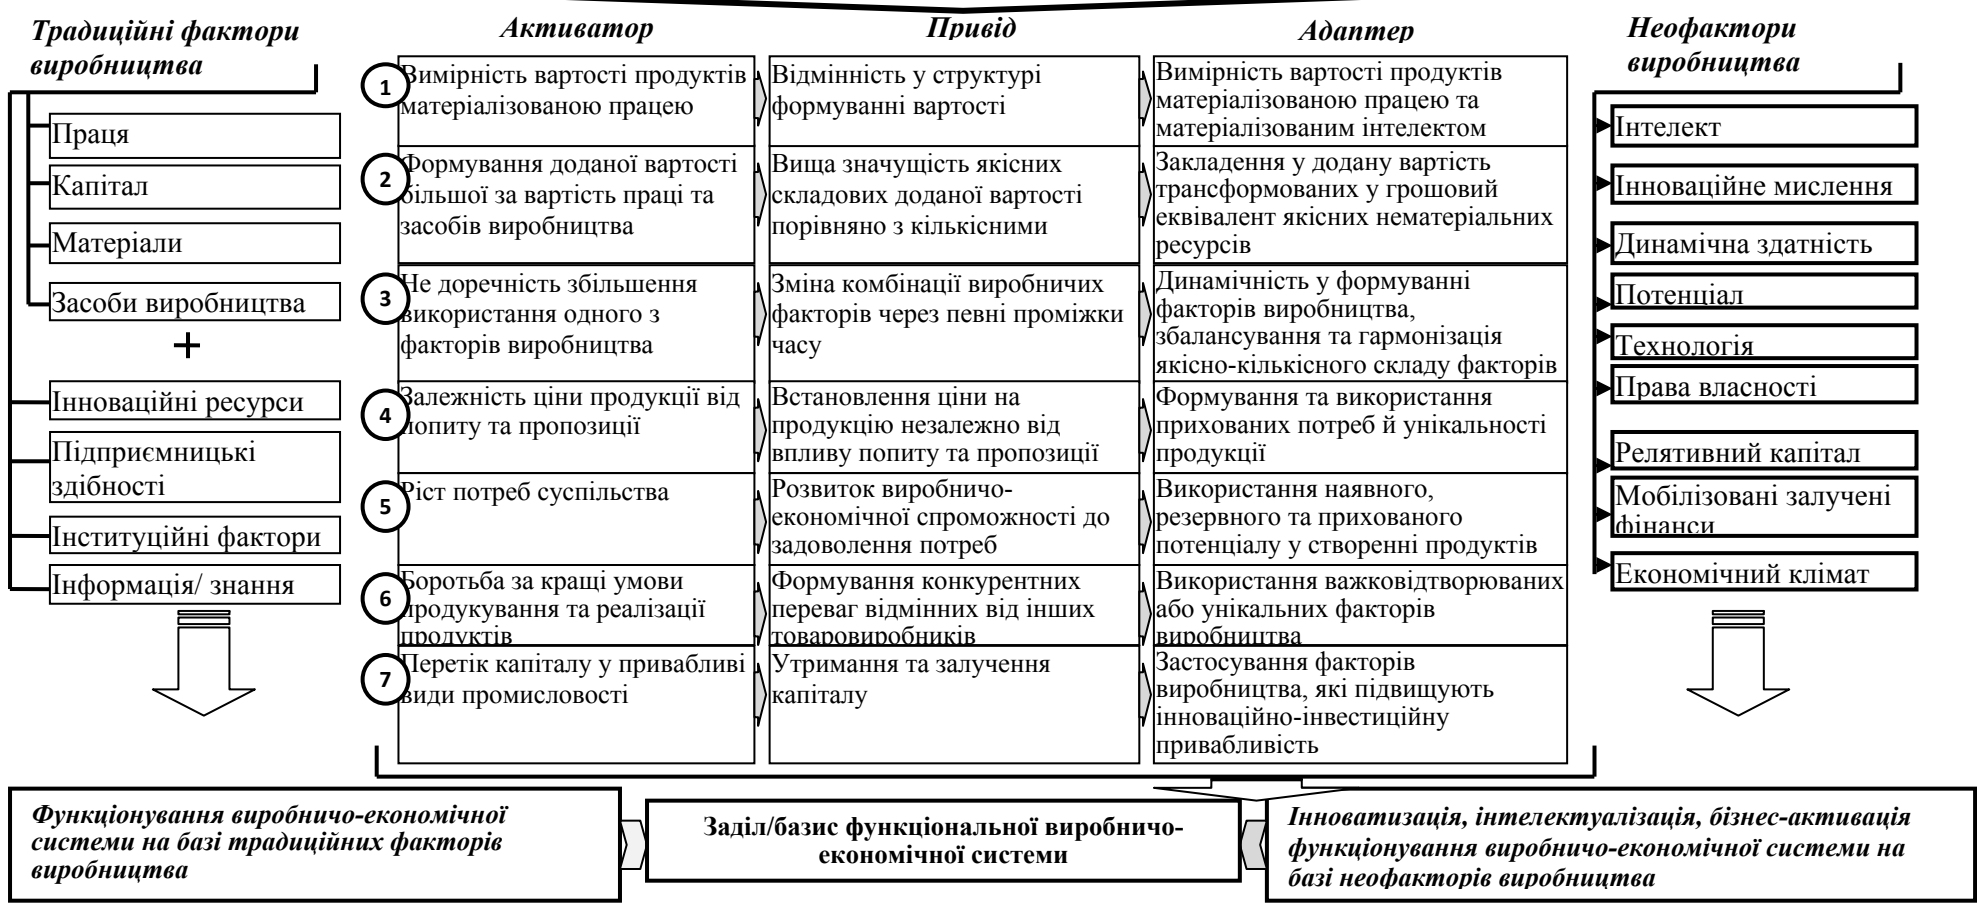 Традиційні фактори
виробництва
Праця
Капітал
Матеріали
Засоби виробництва
+
Інноваційні ресурси
Підприємницькі
здібності
Інституційні фактори
Інформація/ знання
Активатор
Привід
Адаптер
1
Вимірність вартості продуктів
матеріалізованою працею
Відмінність у структурі
формуванні вартості
Вимірність вартості продуктів
матеріалізованою працею та
матеріалізованим інтелектом
2
Формування доданої вартості
більшої за вартість праці та
засобів виробництва
Вища значущість якісних
складових доданої вартості
порівняно з кількісними
Закладення у додану вартість
трансформованих у грошовий
еквівалент якісних нематеріальних
ресурсів
3
Не доречність збільшення
використання одного з
факторів виробництва
Зміна комбінації виробничих
факторів через певні проміжки
часу
Динамічність у формуванні
факторів виробництва,
збалансування та гармонізація
якісно-кількісного складу факторів
4
Залежність ціни продукції від
попиту та пропозиції
Встановлення ціни на
продукцію незалежно від
впливу попиту та пропозиції
Формування та використання
прихованих потреб й унікальності
продукції
5
Ріст потреб суспільства
Розвиток виробничо-
економічної спроможності до
задоволення потреб
Використання наявного,
резервного та прихованого
потенціалу у створенні продуктів
6
Боротьба за кращі умови
продукування та реалізації
продуктів
Формування конкурентних
переваг відмінних від інших
товаровиробників
Використання важковідтворюваних
або унікальних факторів
виробництва
7
Перетік капіталу у привабливі
види промисловості
Утримання та залучення
капіталу
Застосування факторів
виробництва, які підвищують
інноваційно-інвестиційну
привабливість
Неофактори
виробництва
Інтелект
Інноваційне мислення
Динамічна здатність
Потенціал
Технологія
Права власності
Релятивний капітал
Мобілізовані залучені
фінанси
Економічний клімат
Функціонування виробничо-економічної
системи на базі традиційних факторів
виробництва
Заділ/базис функціональної виробничо-
економічної системи
Інноватизація, інтелектуалізація, бізнес-активація
функціонування виробничо-економічної системи на
базі неофакторів виробництва